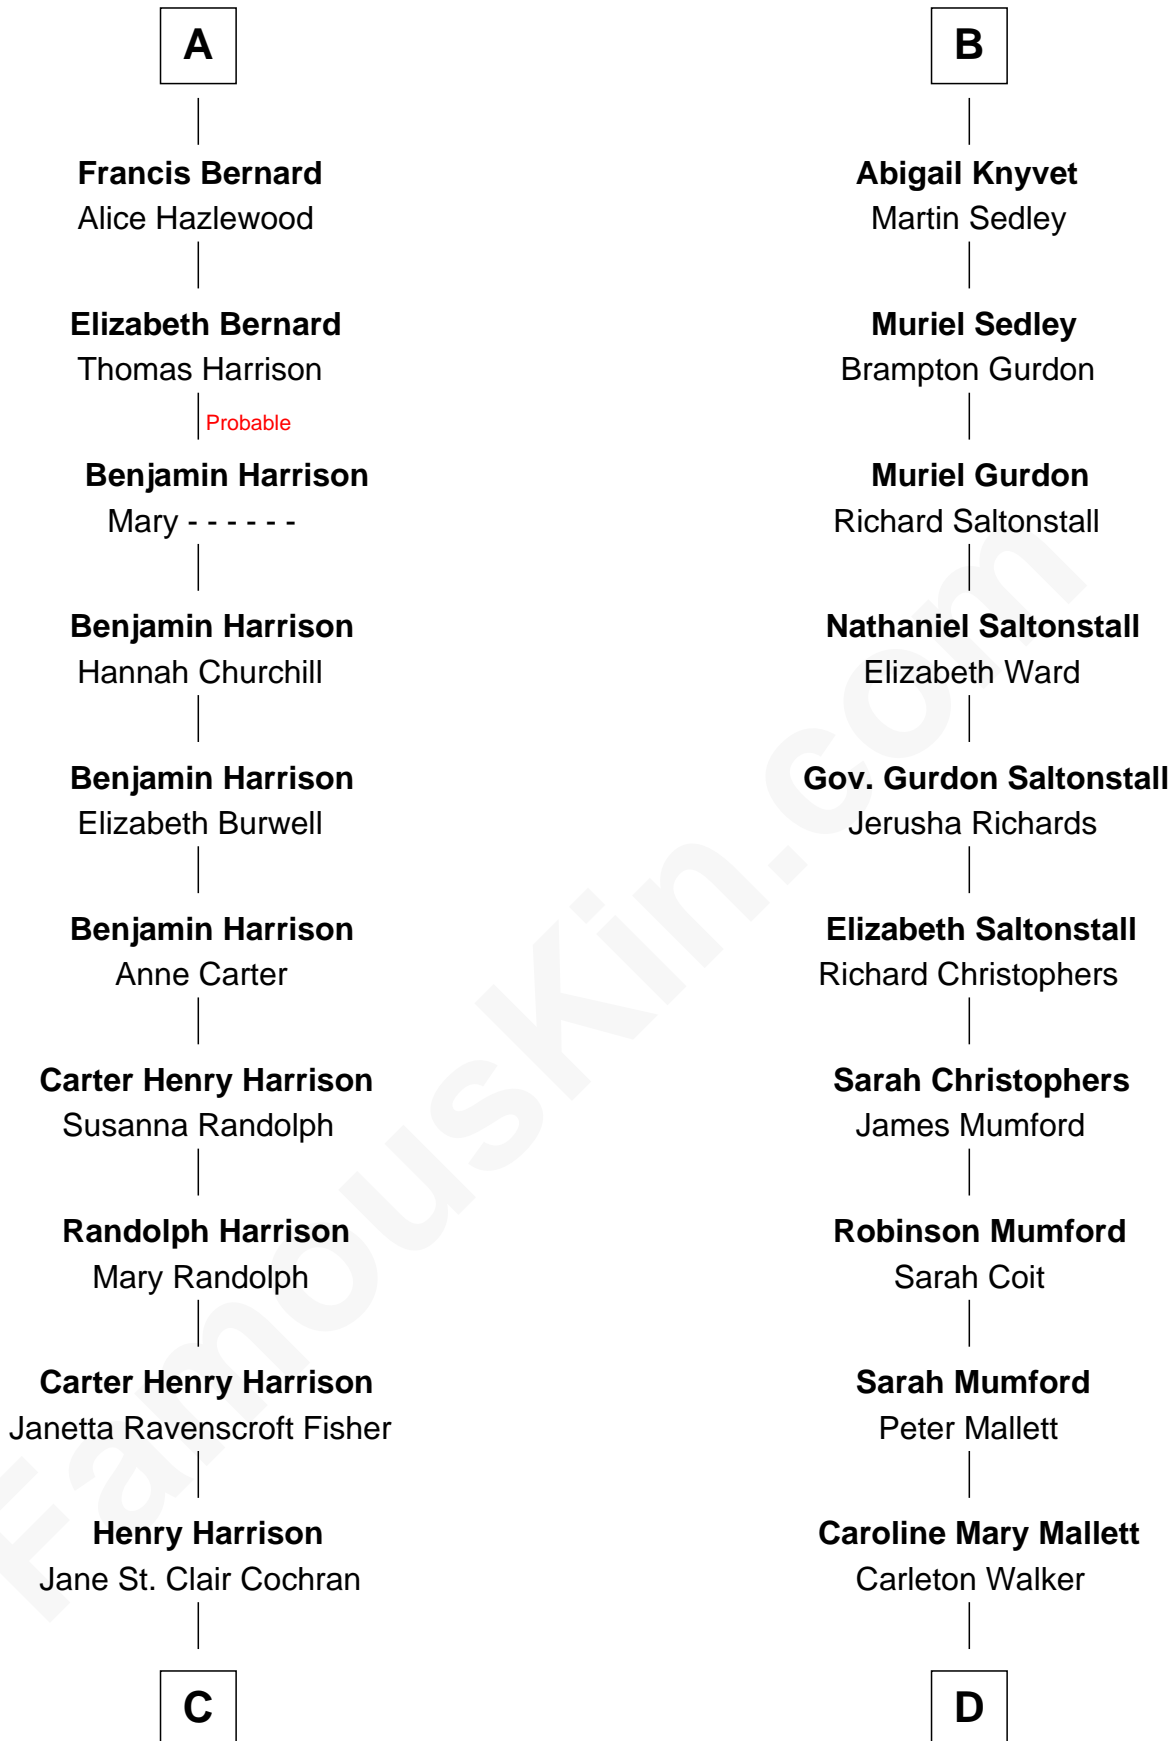 A
Francis Bernard
Alice Hazlewood
Elizabeth Bernard
Thomas Harrison
Probable
Benjamin Harrison
Mary - - - - - -
Benjamin Harrison
Hannah Churchill
Benjamin Harrison
Elizabeth Burwell
Benjamin Harrison
Anne Carter
Carter Henry Harrison
Susanna Randolph
Randolph Harrison
Mary Randolph
Carter Henry Harrison
Janetta Ravenscroft Fisher
Henry Harrison
Jane St. Clair Cochran
C
B
Abigail Knyvet
Martin Sedley
Muriel Sedley
Brampton Gurdon
Muriel Gurdon
Richard Saltonstall
Nathaniel Saltonstall
Elizabeth Ward
Gov. Gurdon Saltonstall
Jerusha Richards
Elizabeth Saltonstall
Richard Christophers
Sarah Christophers
James Mumford
Robinson Mumford
Sarah Coit
Sarah Mumford
Peter Mallett
Caroline Mary Mallett
Carleton Walker
D
FamousKin.com